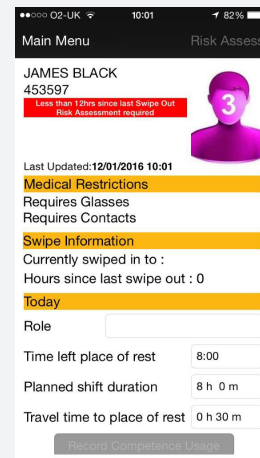 ●●○○○ O2-UK 10:01 82%
Main Menu Risk Assess
JAMES BLACK
453597
Less than 12hrs since last Swipe Out
Risk Assessment required
3
Last Updated:12/01/2016 10:01
Medical Restrictions
Requires Glasses
Requires Contacts
Swipe Information
Currently swiped in to :
Hours since last swipe out : 0
Today
Role
Time left place of rest 8:00
Planned shift duration 8 h 0 m
Travel time to place of rest 0 h 30 m
Record Competence Usage